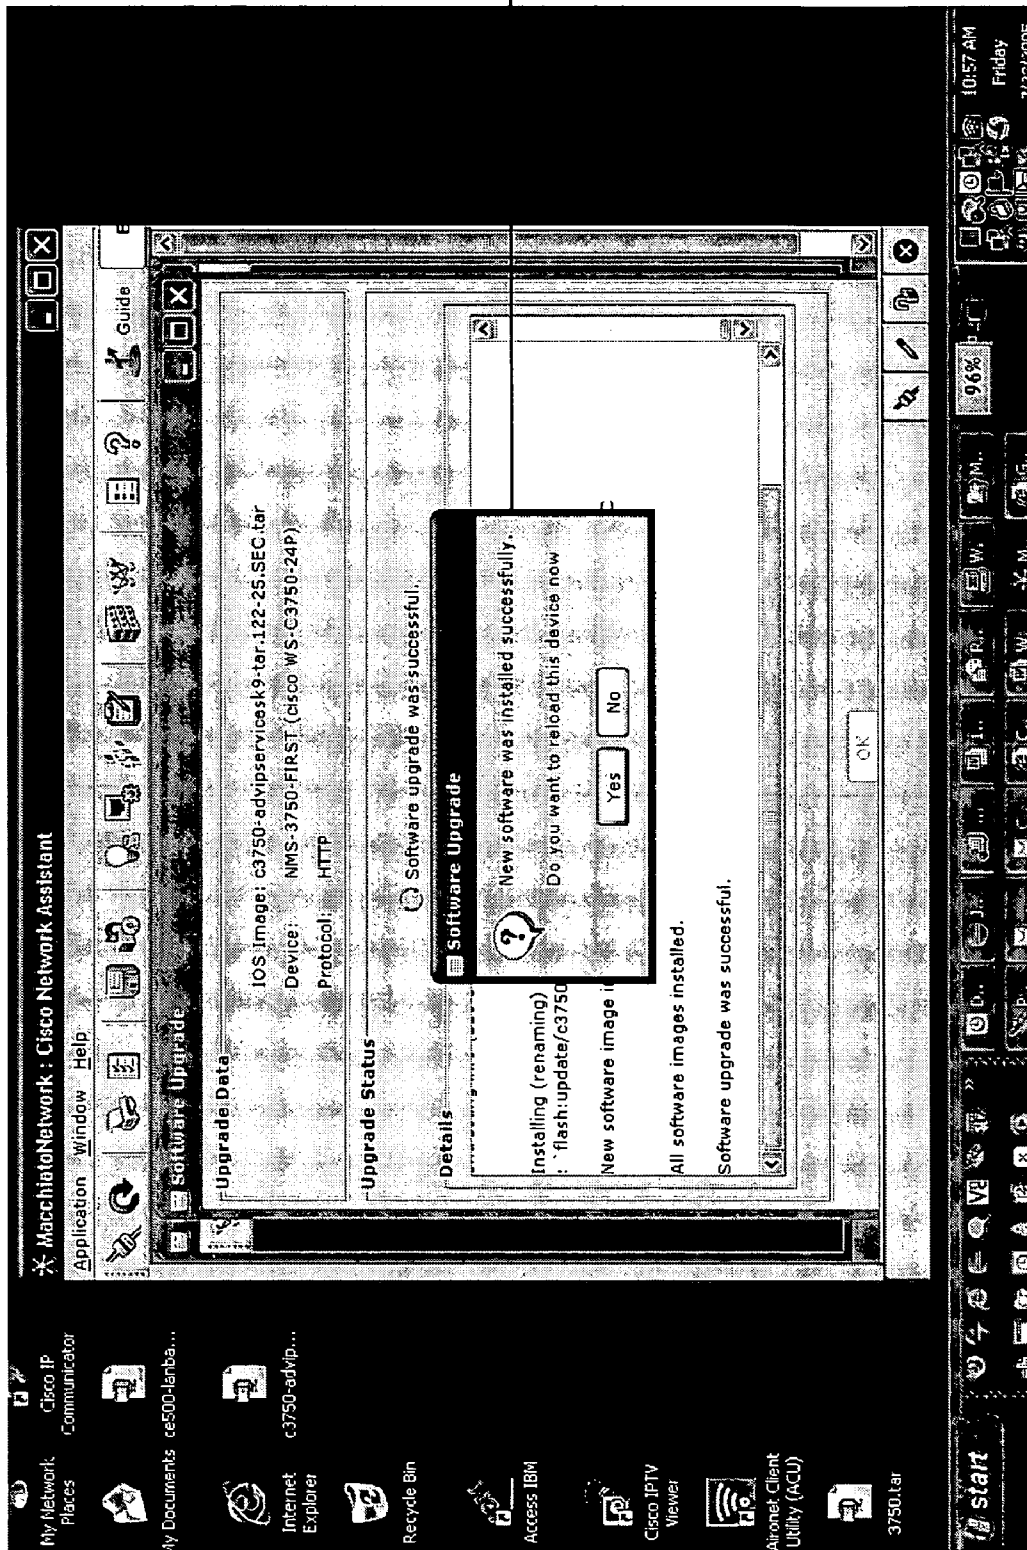 My Network
Places
Cisco IP
Communicator
My Documents
ce500-lanba...
Internet
Explorer
c3750-advip...
Recycle Bin
Access IBM
Cisco IPTV
Viewer
Aironet Client
Utility (ACU)
3750.tar
MacchiatoNetwork : Cisco Network Assistant
Application Window Help
Guide
Software Upgrade
Upgrade Data
IOS Image: c3750-advipservicesk9-tar.122-25.SEC.tar
Device: NMS-3750-FIRST (cisco WS-C3750-24P)
Protocol: HTTP
Upgrade Status
Software upgrade was successful.
Details
Installing (renaming)
: `flash:update/c3750
New software image i
All software images installed.
Software upgrade was successful.
Software Upgrade
New software was installed successfully.
Do you want to reload this device now
Yes No
OK
start
96%
10:57 AM
Friday